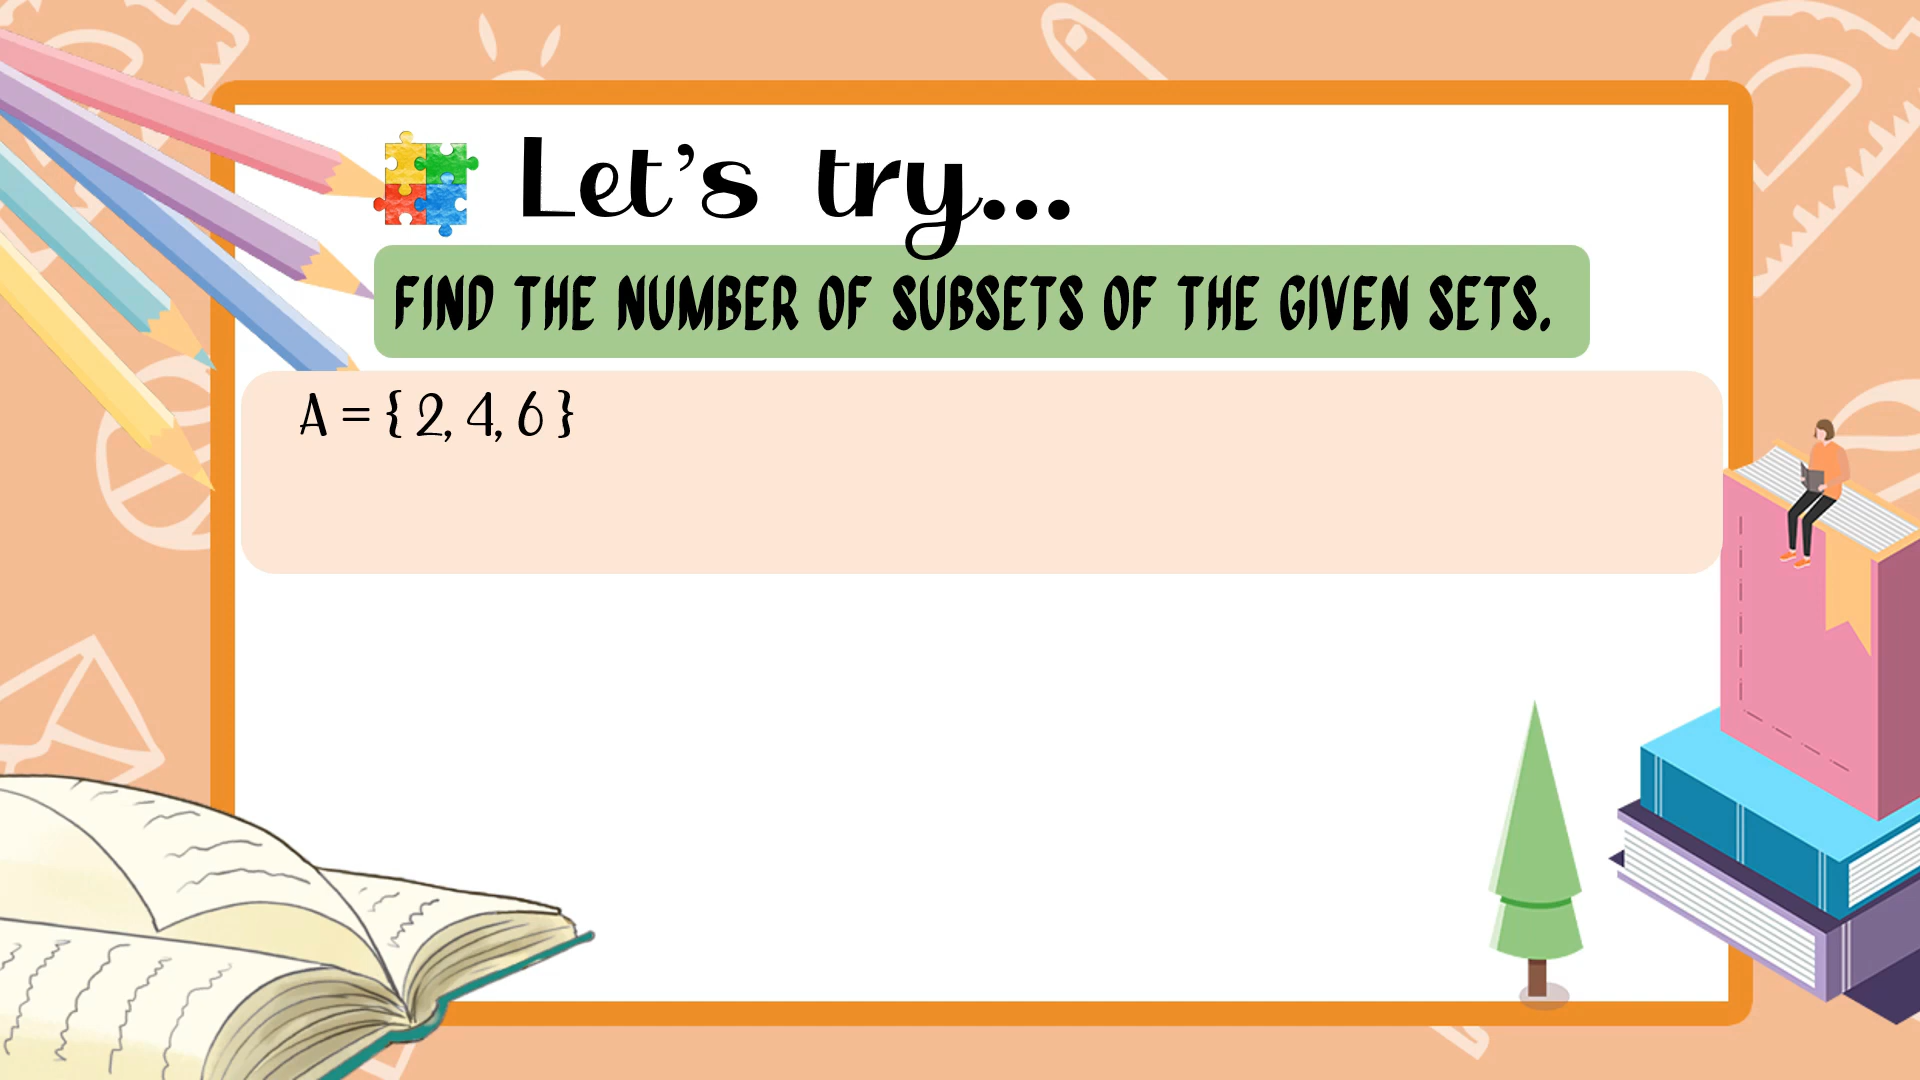 Let's try...
FIND THE NUMBER OF SUBSETS OF THE GIVEN SETS.
A = { 2, 4, 6 }